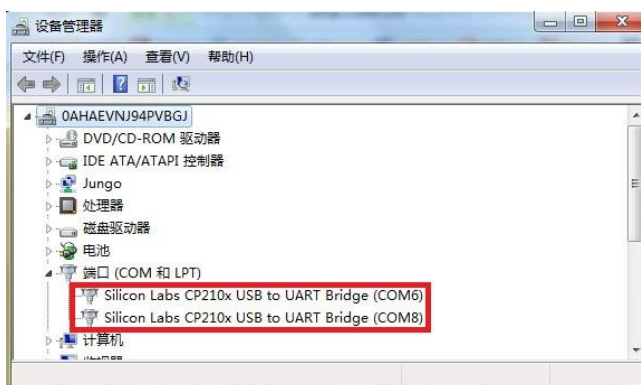 设备管理器
文件(F) 操作(A) 查看(V) 帮助(H)
0AHAEVNJ94PVBGJ
DVD/CD-ROM 驱动器
IDE ATA/ATAPI 控制器
Jungo
处理器
磁盘驱动器
电池
端口 (COM 和 LPT)
Silicon Labs CP210x USB to UART Bridge (COM6)
Silicon Labs CP210x USB to UART Bridge (COM8)
计算机